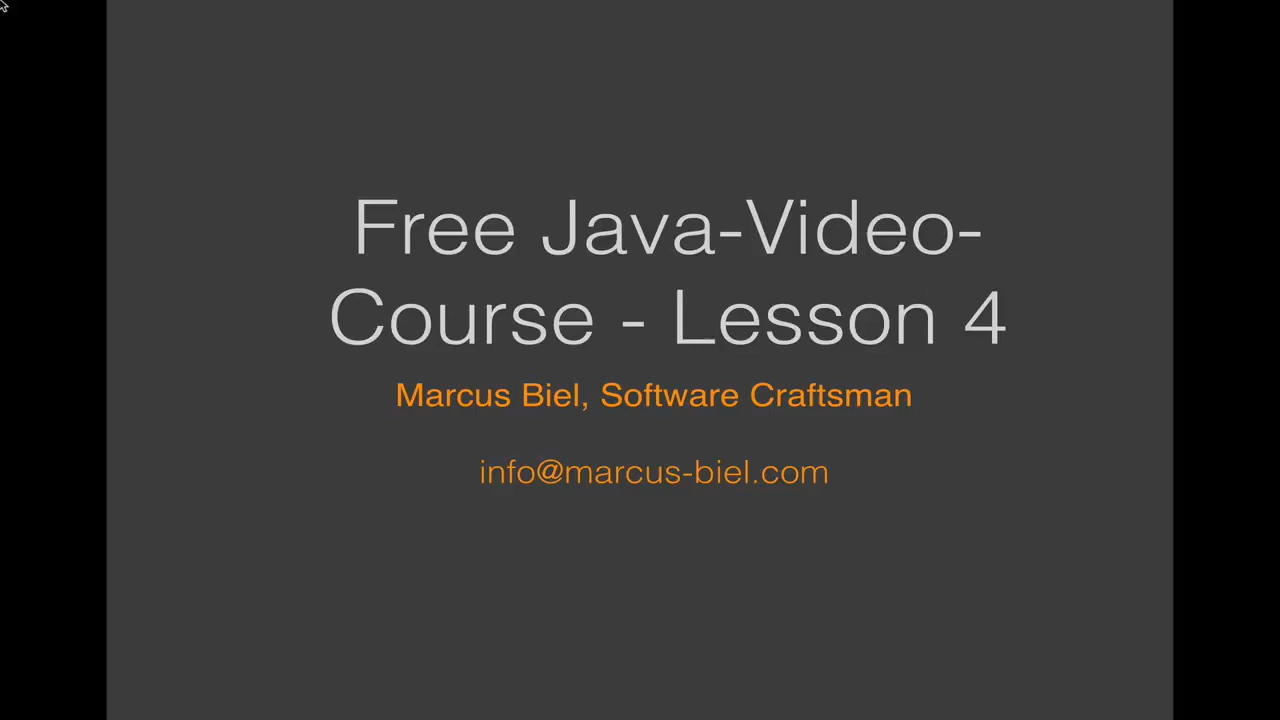 Free Java-Video-
Course - Lesson 4
Marcus Biel, Software Craftsman
info@marcus-biel.com